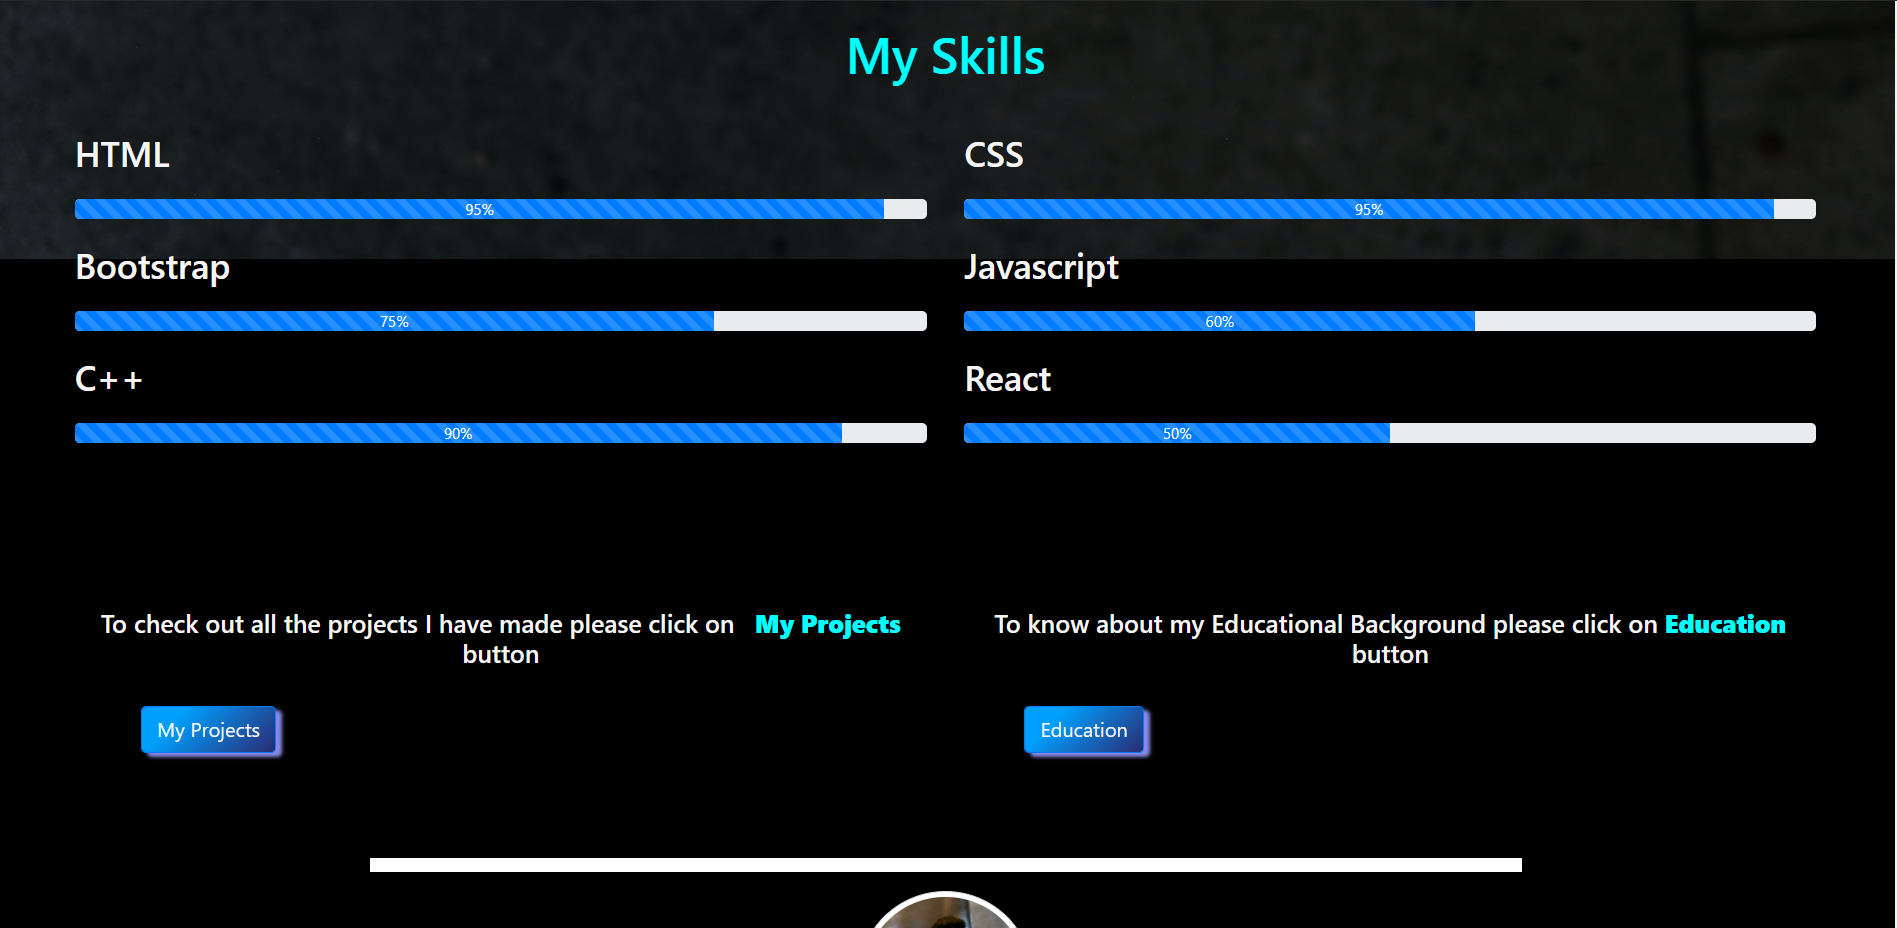 My Skills
HTML
CSS
95%
95%
Bootstrap
Javascript
75%
60%
C++
React
90%
50%
To check out all the projects I have made please click on My Projects
button
To know about my Educational Background please click on Education
button
My Projects
Education